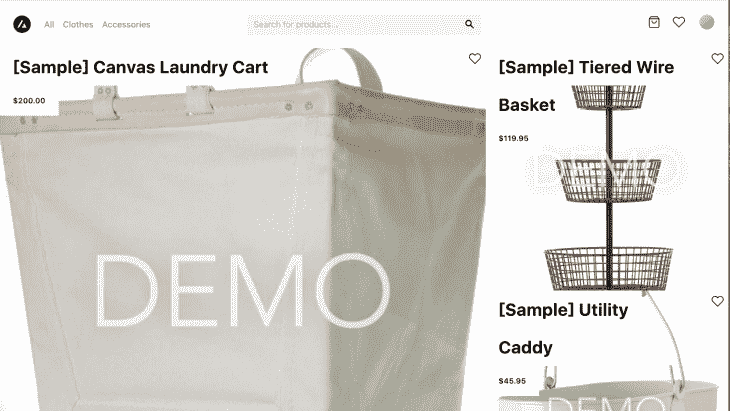 All Clothes Accessories
Search for products...
[Sample] Canvas Laundry Cart
$200.00
DEMO
[Sample] Tiered Wire
Basket
$119.95
DEMO
[Sample] Utility
Caddy
$45.95
DEMO